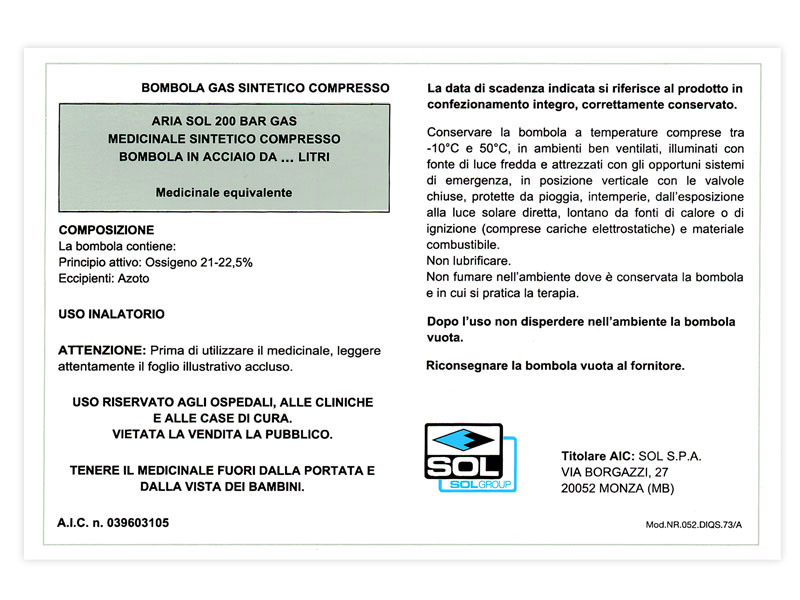 BOMBOLA GAS SINTETICO COMPRESSO
ARIA SOL 200 BAR GAS
MEDICINALE SINTETICO COMPRESSO
BOMBOLA IN ACCIAIO DA ... LITRI
Medicinale equivalente
COMPOSIZIONE
La bombola contiene:
Principio attivo: Ossigeno 21-22,5%
Eccipienti: Azoto
USO INALATORIO
ATTENZIONE: Prima di utilizzare il medicinale, leggere
attentamente il foglio illustrativo accluso.
USO RISERVATO AGLI OSPEDALI, ALLE CLINICHE
E ALLE CASE DI CURA.
VIETATA LA VENDITA LA PUBBLICO.
TENERE IL MEDICINALE FUORI DALLA PORTATA E
DALLA VISTA DEI BAMBINI.
A.I.C. n. 039603105
La data di scadenza indicata si riferisce al prodotto in
confezionamento integro, correttamente conservato.
Conservare la bombola a temperature comprese tra
-10°C e 50°C, in ambienti ben ventilati, illuminati con
fonte di luce fredda e attrezzati con gli opportuni sistemi
di emergenza, in posizione verticale con le valvole
chiuse, protette da pioggia, intemperie, dall'esposizione
alla luce solare diretta, lontano da fonti di calore o di
ignizione (comprese cariche elettrostatiche) e materiale
combustibile.
Non lubrificare.
Non fumare nell'ambiente dove è conservata la bombola
e in cui si pratica la terapia.
Dopo l'uso non disperdere nell'ambiente la bombola
vuota.
Riconsegnare la bombola vuota al fornitore.
SOL
SOLGROUP
Titolare AIC: SOL S.P.A.
VIA BORGAZZI, 27
20052 MONZA (MB)
Mod.NR.052.DIQS.73/A